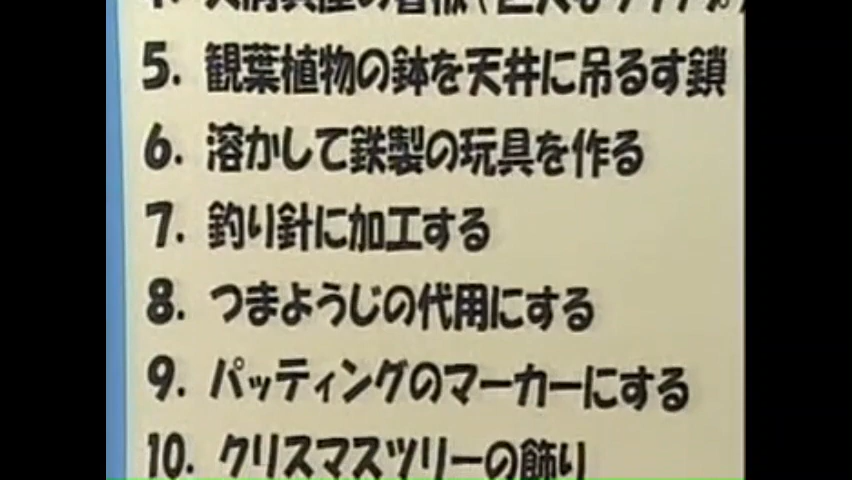 5. 観葉植物の鉢を天井に吊るす鎖
6. 溶かして鉄製の玩具を作る
7. 釣り針に加工する
8. つまようじの代用にする
9. パッティングのマーカーにする
10. クリスマスツリーの飾り